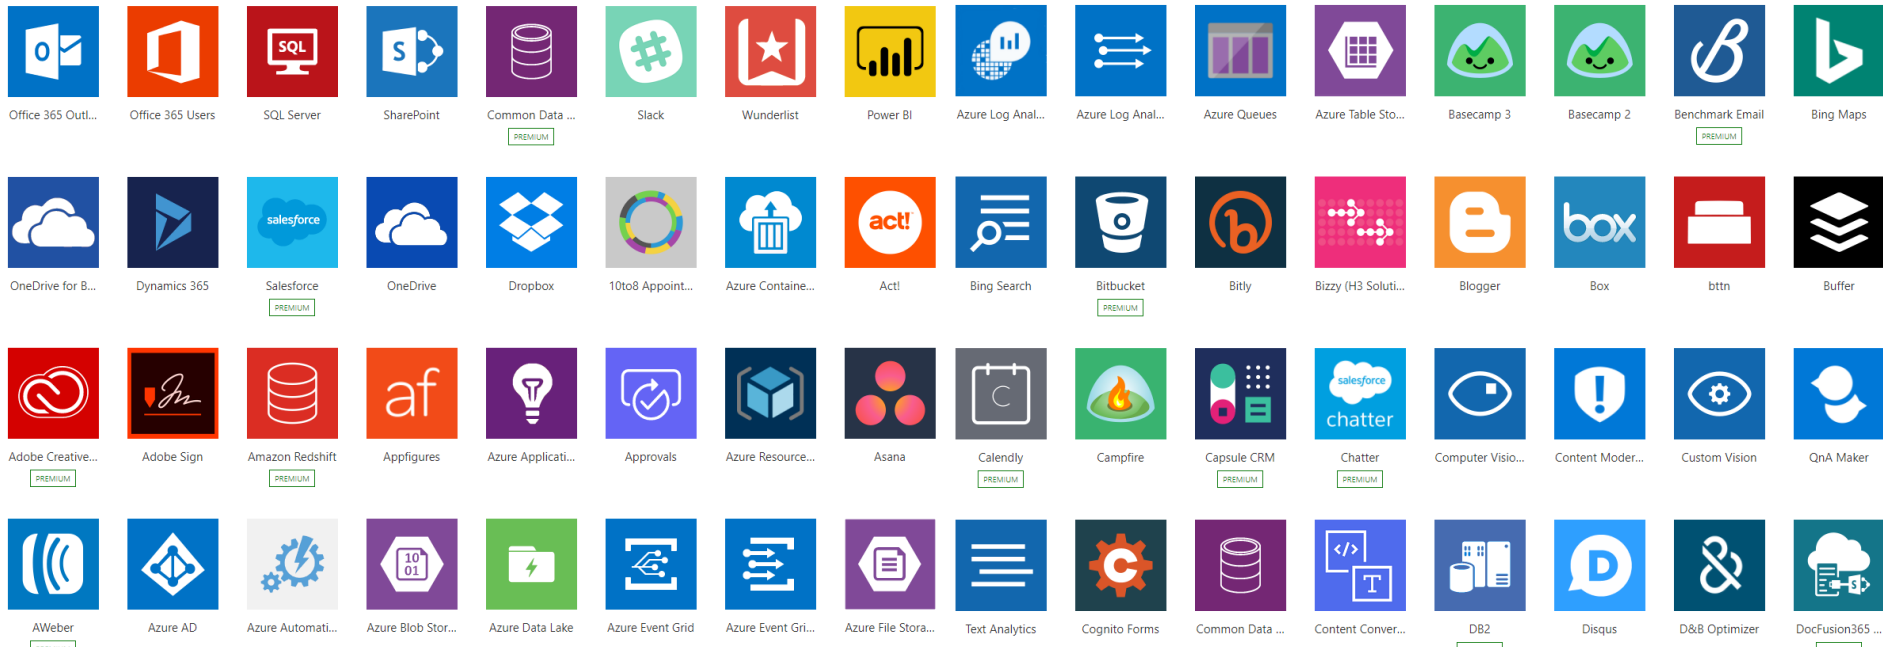 O
SQL
S
Office 365 Outl...
Office 365 Users
SQL Server
SharePoint
Common Data ...
Slack
Wunderlist
Power BI
Azure Log Anal...
Azure Log Anal...
Azure Queues
Azure Table Sto...
Basecamp 3
Basecamp 2
Benchmark Email
Bing Maps
PREMIUM
PREMIUM
salesforce
act!
box
OneDrive for B...
Dynamics 365
Salesforce
OneDrive
Dropbox
10to8 Appoint...
Azure Containe...
Act!
Bing Search
Bitbucket
Bitly
Bizzy (H3 Soluti...
Blogger
Box
bttn
Buffer
PREMIUM
PREMIUM
af
C
salesforce
chatter
Adobe Creative...
Adobe Sign
Amazon Redshift
Appfigures
Azure Applicati...
Approvals
Azure Resource...
Asana
Calendly
Campfire
Capsule CRM
Chatter
Computer Visio...
Content Moder...
Custom Vision
QnA Maker
PREMIUM
PREMIUM
PREMIUM
PREMIUM
PREMIUM
10
01
C
</>
T
D
&
S
AWeber
Azure AD
Azure Automati...
Azure Blob Stor...
Azure Data Lake
Azure Event Grid
Azure Event Gri...
Azure File Stora...
Text Analytics
Cognito Forms
Common Data ...
Content Conver...
DB2
Disqus
D&B Optimizer
DocFusion365 ...